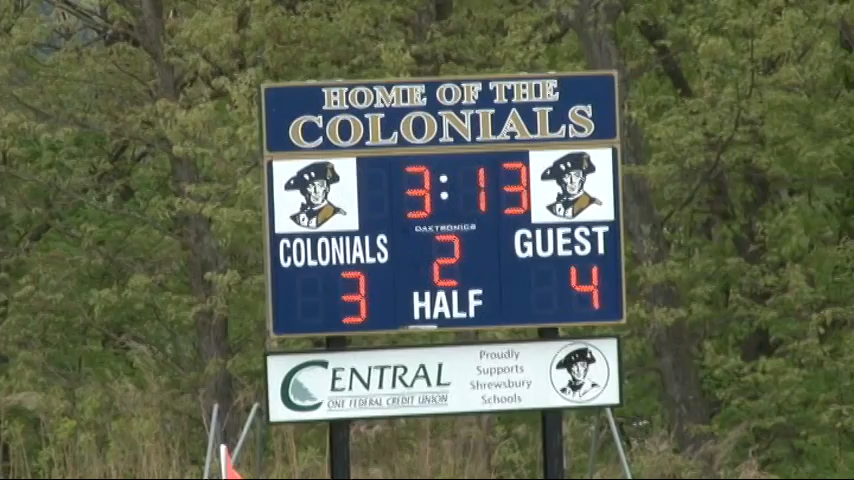 HOME OF THE
COLONIALS
3:13
DAKTRONICS
COLONIALS 2 GUEST
3 HALF 4
CENTRAL
ONE FEDERAL CREDIT UNION
Proudly
Supports
Shrewsbury
Schools